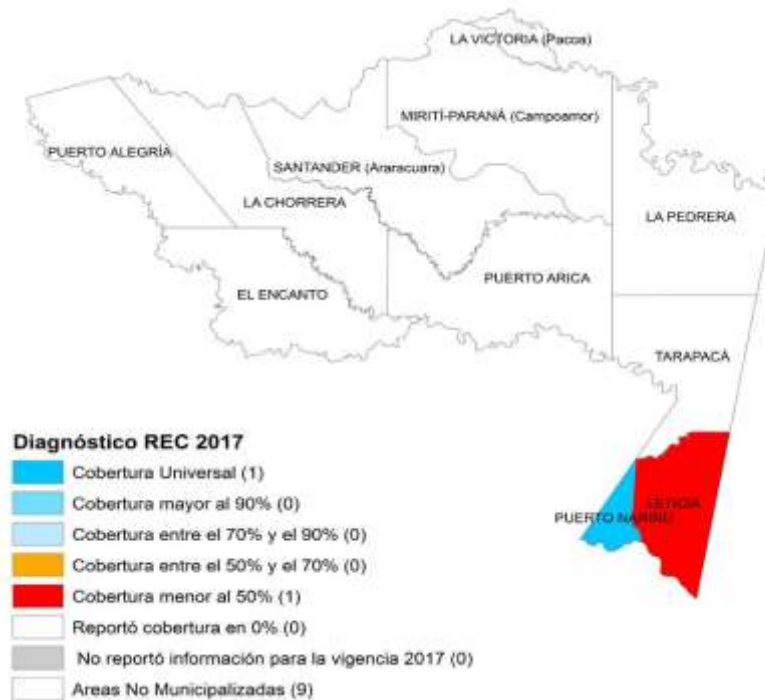 LA VICTORIA (Pacoa)
MIRITÍ-PARANÁ (Campoamor)
PUERTO ALEGRÍA
SANTANDER (Araracuara)
LA CHORRERA
LA PEDRERA
PUERTO ARICA
EL ENCANTO
TARAPACÁ
LETICIA
PUERTO NARIÑO
Diagnóstico REC 2017
Cobertura Universal (1)
Cobertura mayor al 90% (0)
Cobertura entre el 70% y el 90% (0)
Cobertura entre el 50% y el 70% (0)
Cobertura menor al 50% (1)
Reportó cobertura en 0% (0)
No reportó información para la vigencia 2017 (0)
Areas No Municipalizadas (9)